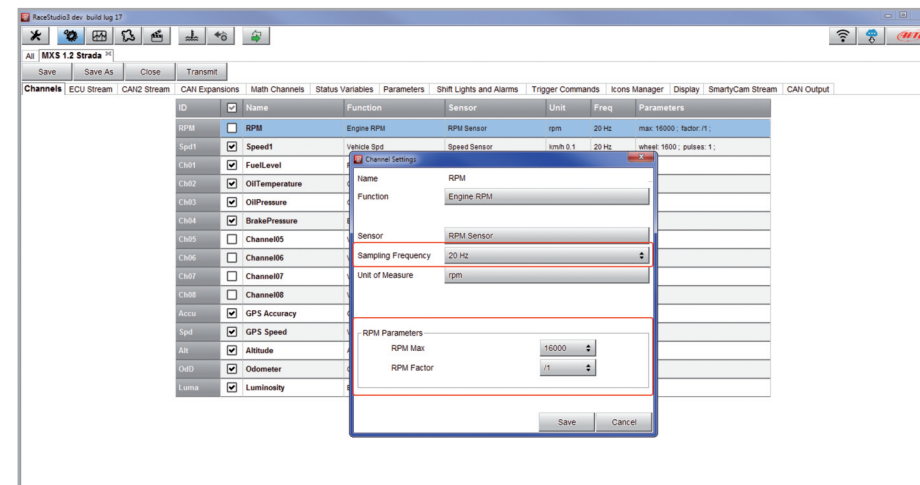 RaceStudio3 dev build lug 17
All MXS 1.2 Strada
Save Save As Close Transmit
Channels ECU Stream CAN2 Stream CAN Expansions Math Channels Status Variables Parameters Shift Lights and Alarms Trigger Commands Icons Manager Display SmartyCam Stream CAN Output
ID Name Function Sensor Unit Freq Parameters
RPM RPM Engine RPM RPM Sensor rpm 20 Hz max: 16000 ; factor: /1 ;
Spd1 Speed1 Vehicle Spd Speed Sensor km/h 0.1 20 Hz wheel: 1600 ; pulses: 1 ;
Ch01 FuelLevel
Ch02 OilTemperature
Ch03 OilPressure
Ch04 BrakePressure
Ch05 Channel05
Ch06 Channel06
Ch07 Channel07
Ch08 Channel08
Accu GPS Accuracy
Spd GPS Speed
Alt Altitude
OdO Odometer
Luma Luminosity
Channel Settings
Name RPM
Function Engine RPM
Sensor RPM Sensor
Sampling Frequency 20 Hz
Unit of Measure rpm
RPM Parameters
RPM Max 16000
RPM Factor /1
Save Cancel